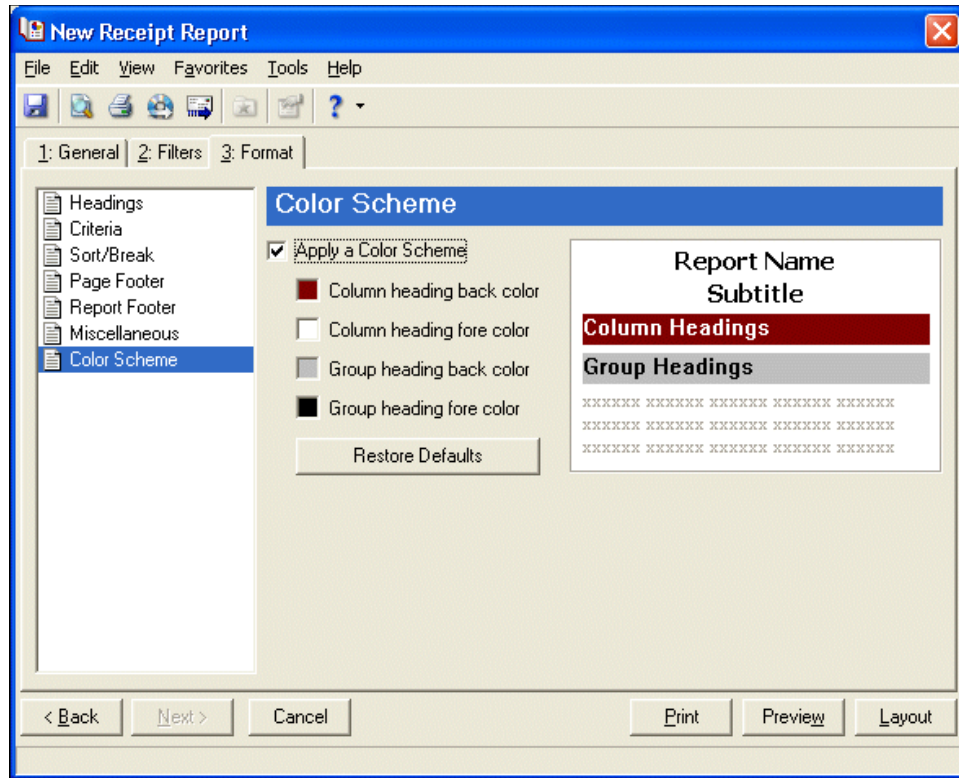 New Receipt Report
File Edit View Favorites Tools Help
1: General 2: Filters 3: Format
Headings
Criteria
Sort/Break
Page Footer
Report Footer
Miscellaneous
Color Scheme
Color Scheme
Apply a Color Scheme
Column heading back color
Column heading fore color
Group heading back color
Group heading fore color
Restore Defaults
Report Name
Subtitle
Column Headings
Group Headings
xxxxxx xxxxxx xxxxxx xxxxxx xxxxxx
xxxxxx xxxxxx xxxxxx xxxxxx xxxxxx
xxxxxx xxxxxx xxxxxx xxxxxx xxxxxx
< Back Next > Cancel Print Preview Layout